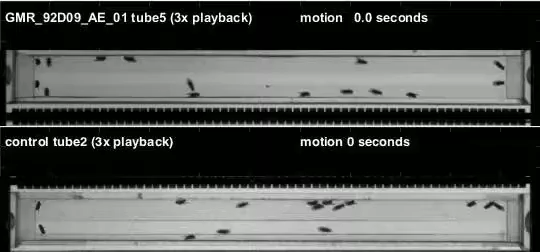 GMR_92D09_AE_01 tube5 (3x playback) motion 0.0 seconds
control tube2 (3x playback) motion 0 seconds